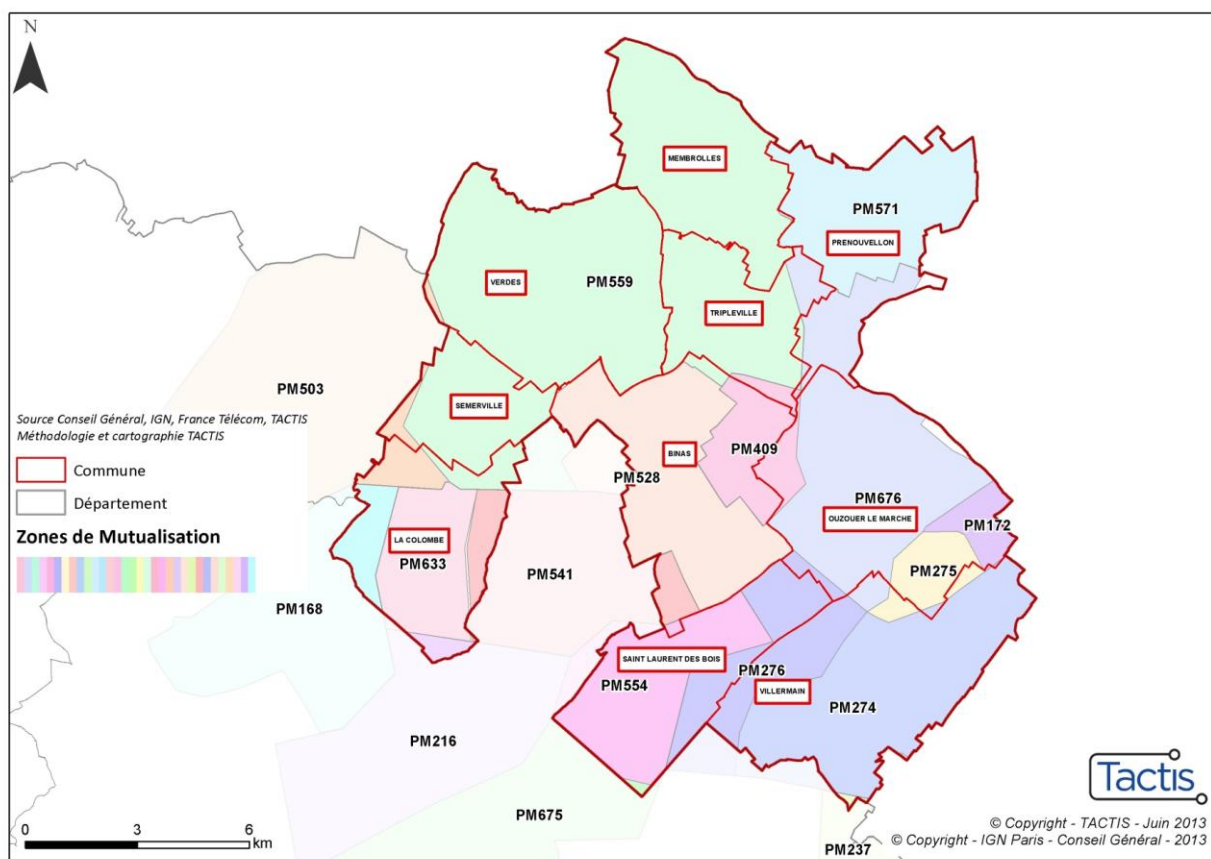 N
MEMBROLLES
PM571
PRENOUVELLON
VERDES
PM559
TRIPLEVILLE
PM503
SEMERVILLE
Source Conseil Général, IGN, France Télécom, TACTIS
Méthodologie et cartographie TACTIS
Commune
Département
Zones de Mutualisation
BINAS
PM409
PM528
PM676
OUZOUER LE MARCHE
PM172
LA COLOMBE
PM633
PM541
PM275
PM168
SAINT LAURENT DES BOIS
PM554
PM276
VILLERMAIN
PM274
PM216
PM675
PM237
0 3 6
km
Tactis
© Copyright - TACTIS - Juin 2013
© Copyright - IGN Paris - Conseil Général - 2013